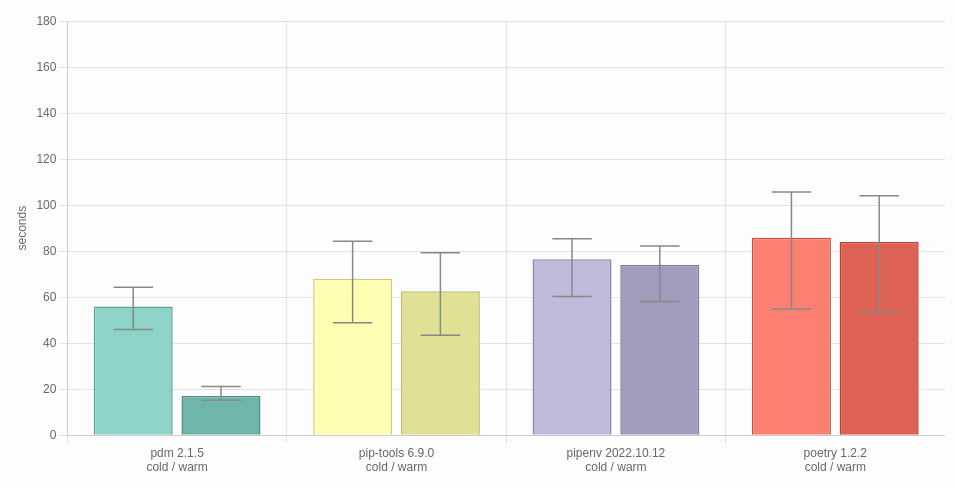 180
160
140
120
100
80
60
40
20
0
seconds
pdm 2.1.5
cold / warm
pip-tools 6.9.0
cold / warm
pipenv 2022.10.12
cold / warm
poetry 1.2.2
cold / warm